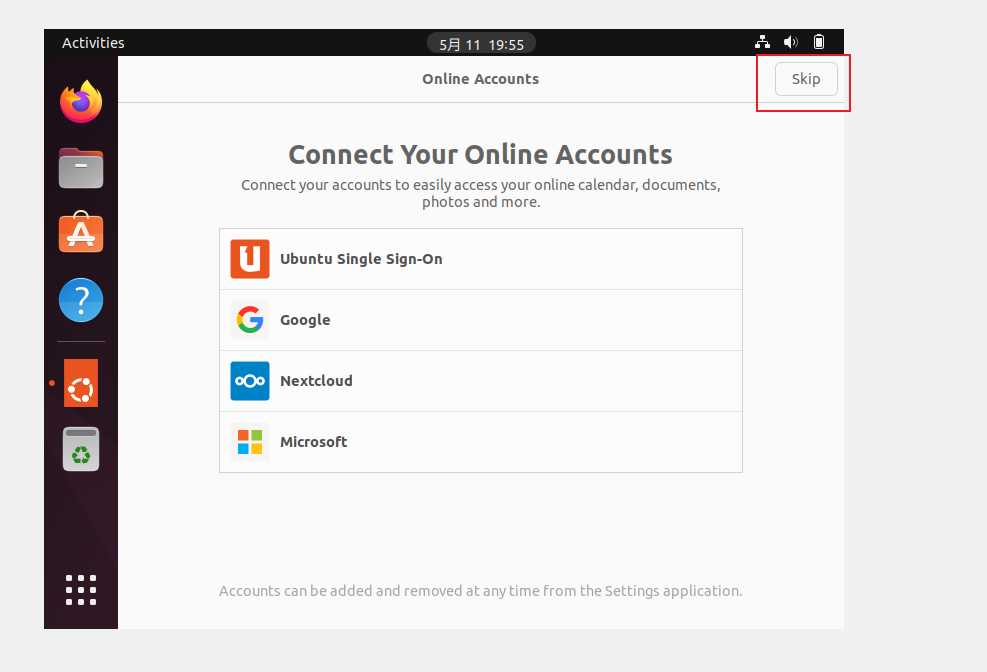 Activities
5月 11 19:55
Online Accounts
Skip
Connect Your Online Accounts
Connect your accounts to easily access your online calendar, documents,
photos and more.
Ubuntu Single Sign-On
Google
Nextcloud
Microsoft
Accounts can be added and removed at any time from the Settings application.